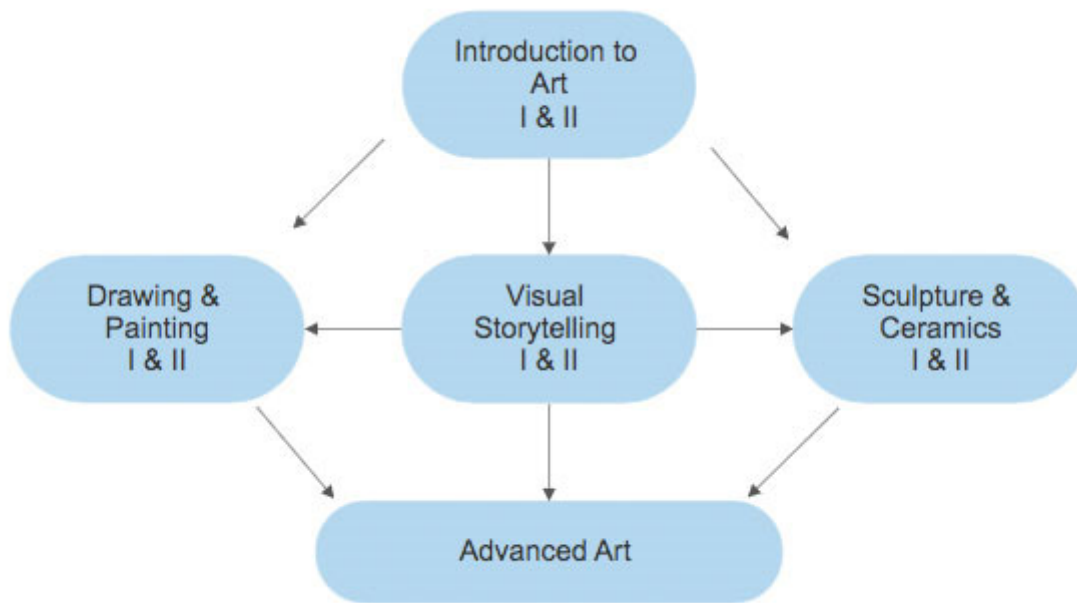 Introduction to
Art
I & II
Drawing &
Painting
I & II
Visual
Storytelling
I & II
Sculpture &
Ceramics
I & II
Advanced Art